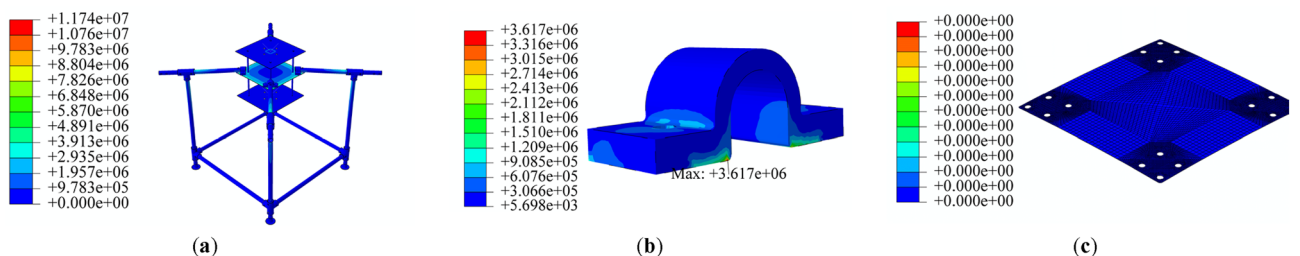 +1.174e+07
+1.076e+07
+9.783e+06
+8.804e+06
+7.826e+06
+6.848e+06
+5.870e+06
+4.891e+06
+3.913e+06
+2.935e+06
+1.957e+06
+9.783e+05
+0.000e+00
(a)
+3.617e+06
+3.316e+06
+3.015e+06
+2.714e+06
+2.413e+06
+2.112e+06
+1.811e+06
+1.510e+06
+1.209e+06
+9.085e+05
+6.076e+05
+3.066e+05
+5.698e+03
Max: +3.617e+06
(b)
+0.000e+00
+0.000e+00
+0.000e+00
+0.000e+00
+0.000e+00
+0.000e+00
+0.000e+00
+0.000e+00
+0.000e+00
+0.000e+00
+0.000e+00
+0.000e+00
+0.000e+00
(c)